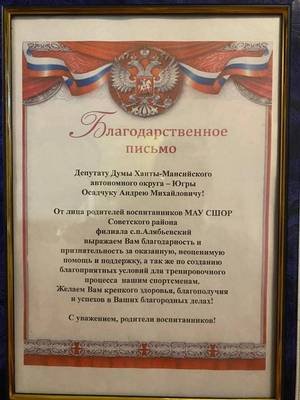 Благодарственное
письмо
Депутату Думы Ханты-Мансийского
автономного округа – Югры
Осадчуку Андрею Михайловичу!
От лица родителей воспитанников МАУ СШОР
Советского района
филиала с.п.Алябьевский
выражаем Вам благодарность и
признательность за оказанную, неоценимую
помощь и поддержку, а так же по созданию
благоприятных условий для тренировочного
процесса нашим спортсменам.
Желаем Вам крепкого здоровья, благополучия
и успехов в Ваших благородных делах!
С уважением, родители воспитанников!